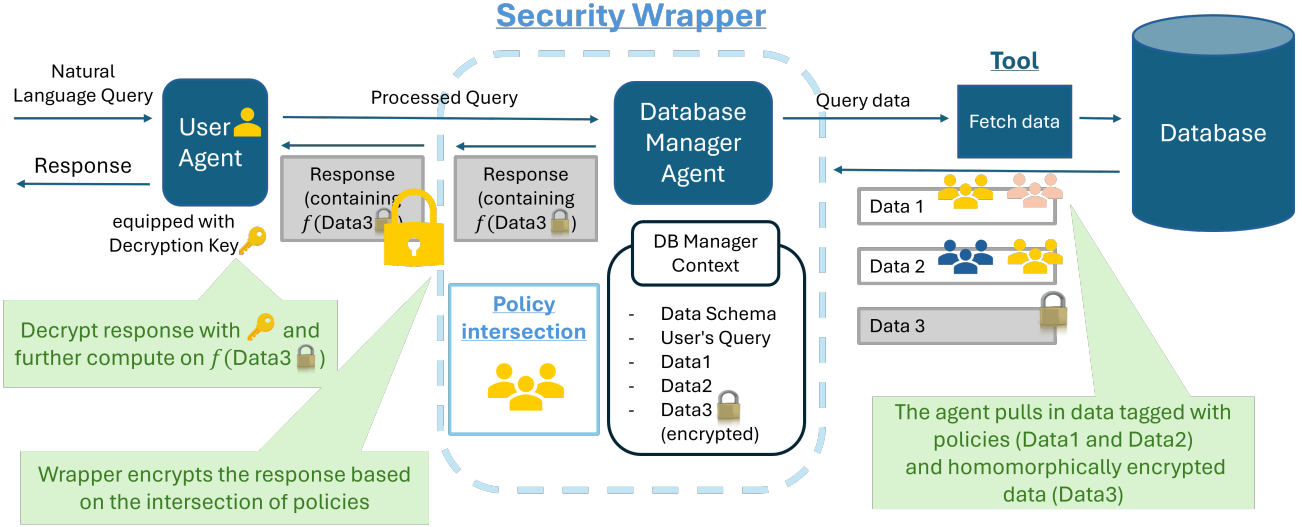 Security Wrapper
Natural
Language Query
User
Agent
Response
equipped with
Decryption Key
Processed Query
Response
(containing
f(Data3 )
Response
(containing
f(Data3 )
Database
Manager
Agent
Query data
Tool
Fetch data
Database
Data 1
Data 2
Data 3
DB Manager
Context
- Data Schema
- User's Query
- Data1
- Data2
- Data3
(encrypted)
Policy
intersection
Decrypt response with and
further compute on f(Data3 )
Wrapper encrypts the response based
on the intersection of policies
The agent pulls in data tagged with
policies (Data1 and Data2)
and homomorphically encrypted
data (Data3)